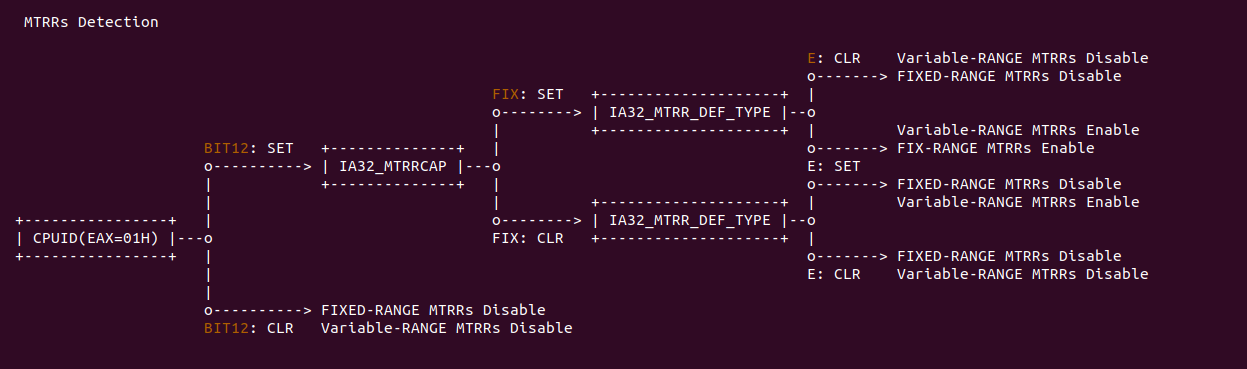 MTRRs Detection
E: CLR    Variable-RANGE MTRRs Disable
o-------> FIXED-RANGE MTRRs Disable
FIX: SET   +--------------------+  |
o--------> | IA32_MTRR_DEF_TYPE |--o
|          +--------------------+  |         Variable-RANGE MTRRs Enable
BIT12: SET   +--------------+   |                                  o-------> FIX-RANGE MTRRs Enable
o----------> | IA32_MTRRCAP |---o                                  E: SET
|            +--------------+   |                                  o-------> FIXED-RANGE MTRRs Disable
|                               |          +--------------------+  |         Variable-RANGE MTRRs Enable
+----------------+   |                               o--------> | IA32_MTRR_DEF_TYPE |--o
| CPUID(EAX=01H) |---o                               FIX: CLR   +--------------------+  |
+----------------+   |                                                                  o-------> FIXED-RANGE MTRRs Disable
|                                                                  E: CLR    Variable-RANGE MTRRs Disable
|
o----------> FIXED-RANGE MTRRs Disable
BIT12: CLR   Variable-RANGE MTRRs Disable